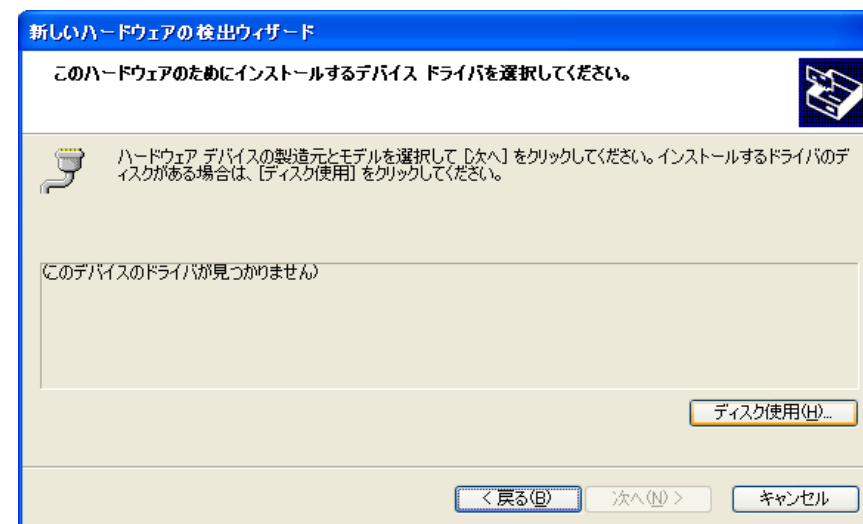 新しいハードウェアの検出ウィザード
このハードウェアのためにインストールするデバイス ドライバを選択してください。
ハードウェア デバイスの製造元とモデルを選択して [次へ] をクリックしてください。インストールするドライバのデ
ィスクがある場合は、[ディスク使用] をクリックしてください。
(このデバイスのドライバが見つかりません)
ディスク使用(H)...
< 戻る(B)
次へ(N) >
キャンセル